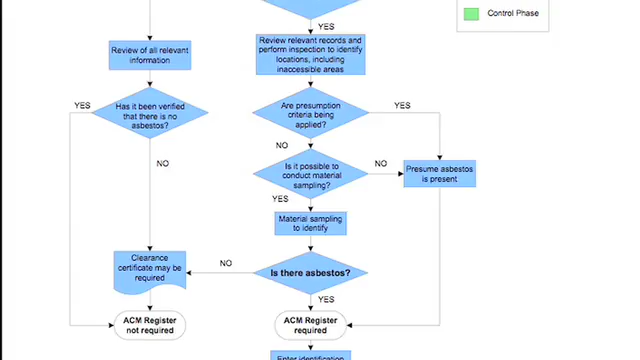 Control Phase
YES
Review of all relevant
information
Review relevant records and
perform inspection to identify
locations, including
inaccessible areas
YES
Has it been verified
that there is no
asbestos?
Are presumption
criteria being
applied?
YES
NO
NO
Is it possible to
conduct material
sampling?
NO
Presume asbestos
is present
YES
Material sampling
to identify
Clearance
certificate may be
required
NO
Is there asbestos?
YES
ACM Register
not required
ACM Register
required
Enter identification